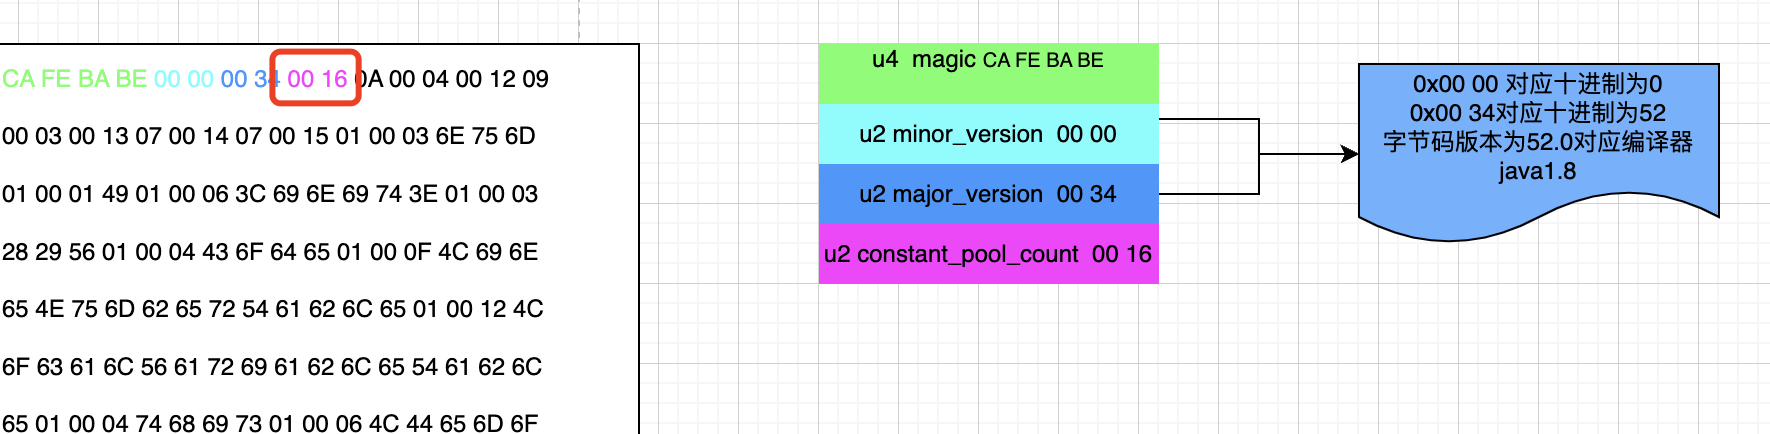 CA FE BA BE 00 00 00 34 00 16 0A 00 04 00 12 09
00 03 00 13 07 00 14 07 00 15 01 00 03 6E 75 6D
01 00 01 49 01 00 06 3C 69 6E 69 74 3E 01 00 03
28 29 56 01 00 04 43 6F 64 65 01 00 0F 4C 69 6E
65 4E 75 6D 62 65 72 54 61 62 6C 65 01 00 12 4C
6F 63 61 6C 56 61 72 69 61 62 6C 65 54 61 62 6C
65 01 00 04 74 68 69 73 01 00 06 4C 44 65 6D 6F
u4 magic CA FE BA BE
u2 minor_version 00 00
u2 major_version 00 34
u2 constant_pool_count 00 16
0x00 00 对应十进制为0
0x00 34对应十进制为52
字节码版本为52.0对应编译器
java1.8